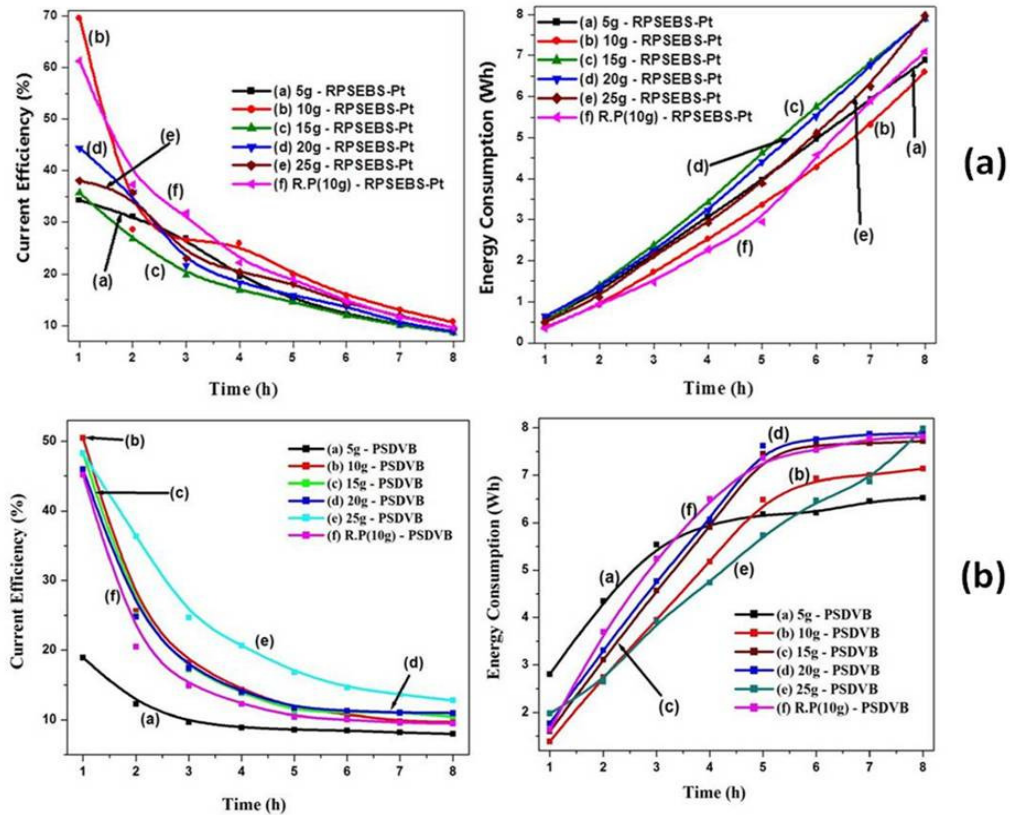 Current Efficiency (%)
70
60
50
40
30
20
10
1 2 3 4 5 6 7 8
Time (h)
(b)
(d)
(e)
(f)
(a)
(c)
(a) 5g - RPSEBS-Pt
(b) 10g - RPSEBS-Pt
(c) 15g - RPSEBS-Pt
(d) 20g - RPSEBS-Pt
(e) 25g - RPSEBS-Pt
(f) R.P(10g) - RPSEBS-Pt
Energy Consumption (Wh)
8
7
6
5
4
3
2
1
0
1 2 3 4 5 6 7 8
Time (h)
(a) 5g - RPSEBS-Pt
(b) 10g - RPSEBS-Pt
(c) 15g - RPSEBS-Pt
(d) 20g - RPSEBS-Pt
(e) 25g - RPSEBS-Pt
(f) R.P(10g) - RPSEBS-Pt
(c)
(d)
(b)
(a)
(e)
(f)
(a)
Current Efficiency (%)
50
40
30
20
10
1 2 3 4 5 6 7 8
Time (h)
(b)
(c)
(f)
(e)
(d)
(a)
(a) 5g - PSDVB
(b) 10g - PSDVB
(c) 15g - PSDVB
(d) 20g - PSDVB
(e) 25g - PSDVB
(f) R.P(10g) - PSDVB
Energy Consumption (Wh)
8
7
6
5
4
3
2
1 2 3 4 5 6 7 8
Time (h)
(d)
(b)
(f)
(a)
(e)
(c)
(a) 5g - PSDVB
(b) 10g - PSDVB
(c) 15g - PSDVB
(d) 20g - PSDVB
(e) 25g - PSDVB
(f) R.P(10g) - PSDVB
(b)